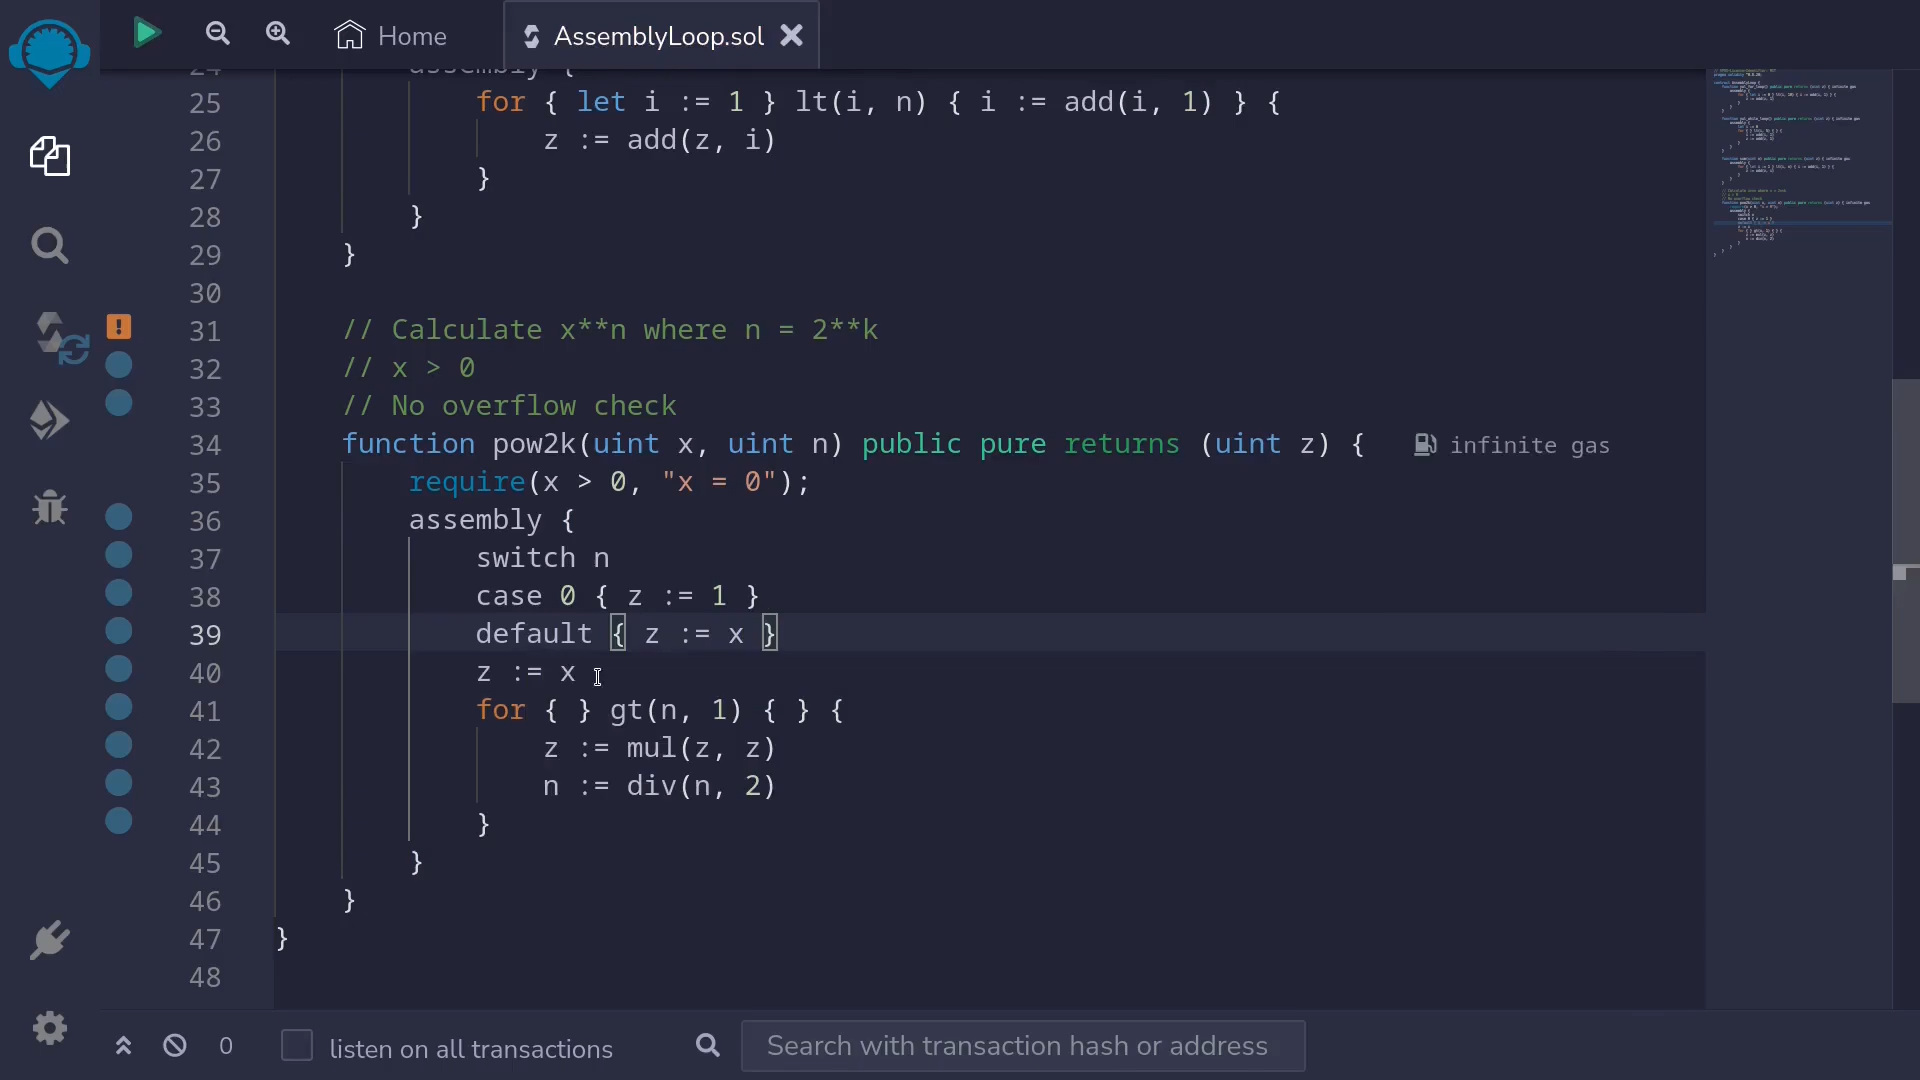 Home
AssemblyLoop.sol
24 assembly {
25 for { let i := 1 } lt(i, n) { i := add(i, 1) } {
26 z := add(z, i)
27 }
28 }
29 }
30
31 // Calculate x**n where n = 2**k
32 // x > 0
33 // No overflow check
34 function pow2k(uint x, uint n) public pure returns (uint z) { infinite gas
35 require(x > 0, "x = 0");
36 assembly {
37 switch n
38 case 0 { z := 1 }
39 default { z := x }
40 z := x
41 for { } gt(n, 1) { } {
42 z := mul(z, z)
43 n := div(n, 2)
44 }
45 }
46 }
47 }
48
0 listen on all transactions Search with transaction hash or address